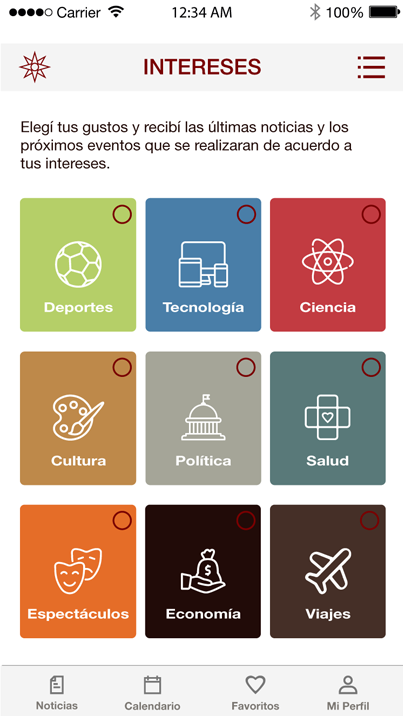 Carrier 12:34 AM 100%
INTERESES
Elegí tus gustos y recibí las últimas noticias y los
próximos eventos que se realizaran de acuerdo a
tus intereses.
Deportes Tecnología Ciencia
Cultura Política Salud
$
Espectáculos Economía Viajes
Noticias Calendario Favoritos Mi Perfil